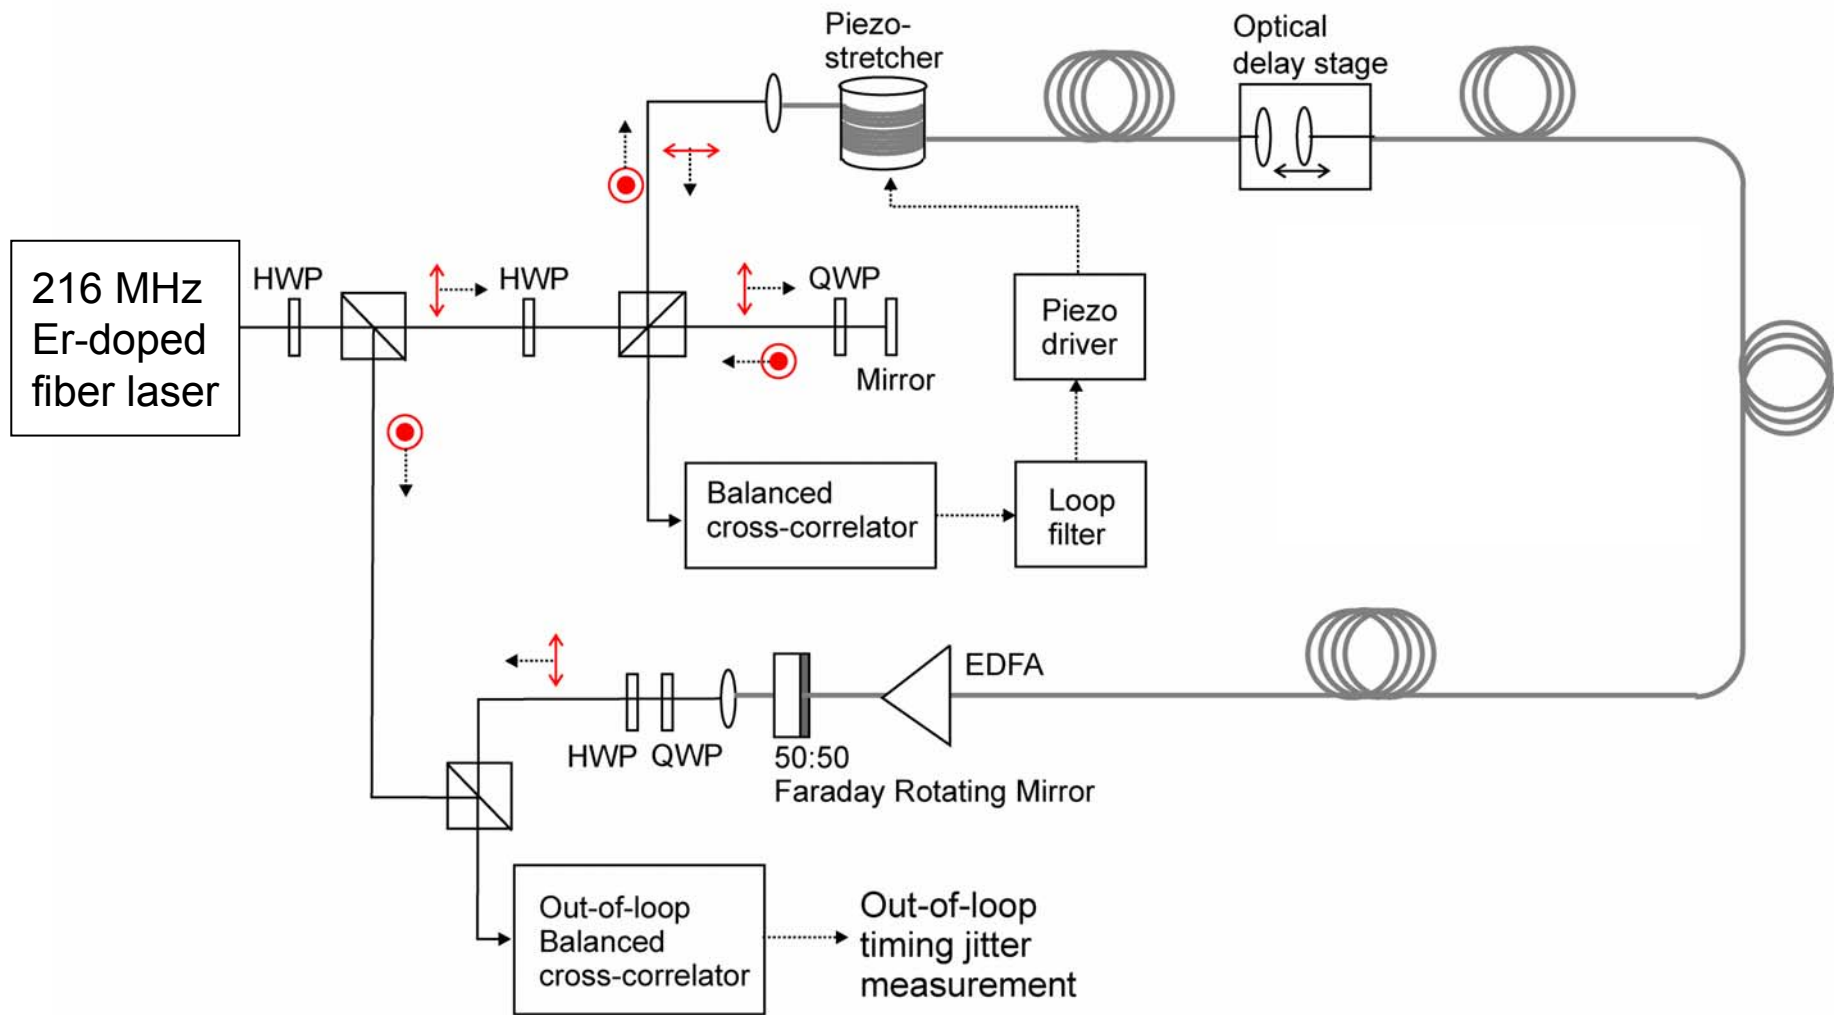 Piezo-
stretcher
Optical
delay stage
216 MHz
Er-doped
fiber laser
HWP
HWP
QWP
Mirror
Piezo
driver
Balanced
cross-correlator
Loop
filter
EDFA
HWP
QWP
50:50
Faraday Rotating Mirror
Out-of-loop
Balanced
cross-correlator
Out-of-loop
timing jitter
measurement